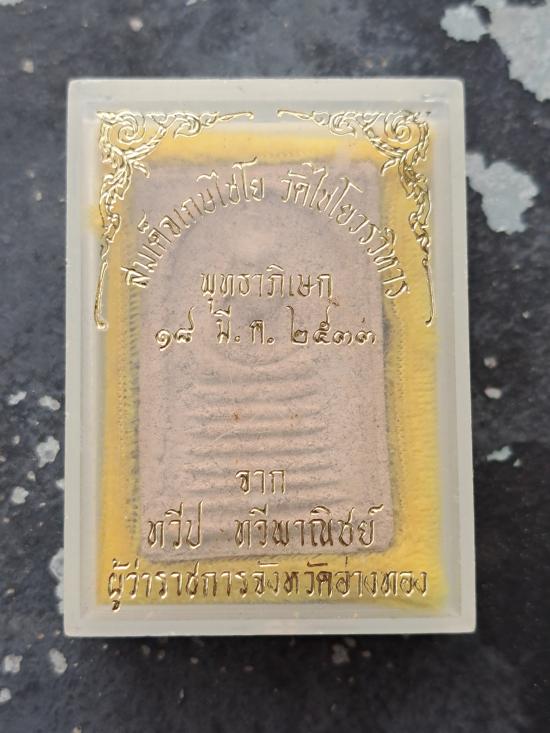 สมเด็จเกษไชโย วัดไชโยวรวิหาร
พุทธาภิเษก
๑๘ มี.ค. ๒๕๓๓
จาก
ทวีป ทวีพาณิชย์
ผู้ว่าราชการจังหวัดอ่างทอง